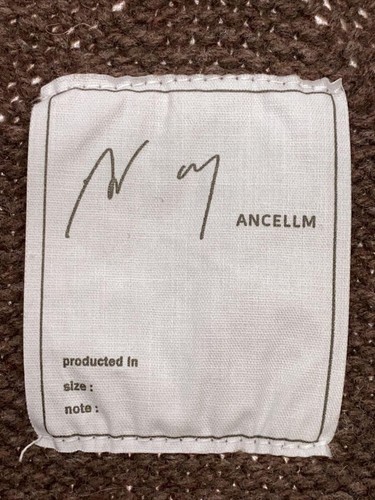 ANCELLM
producted in
size :
note :